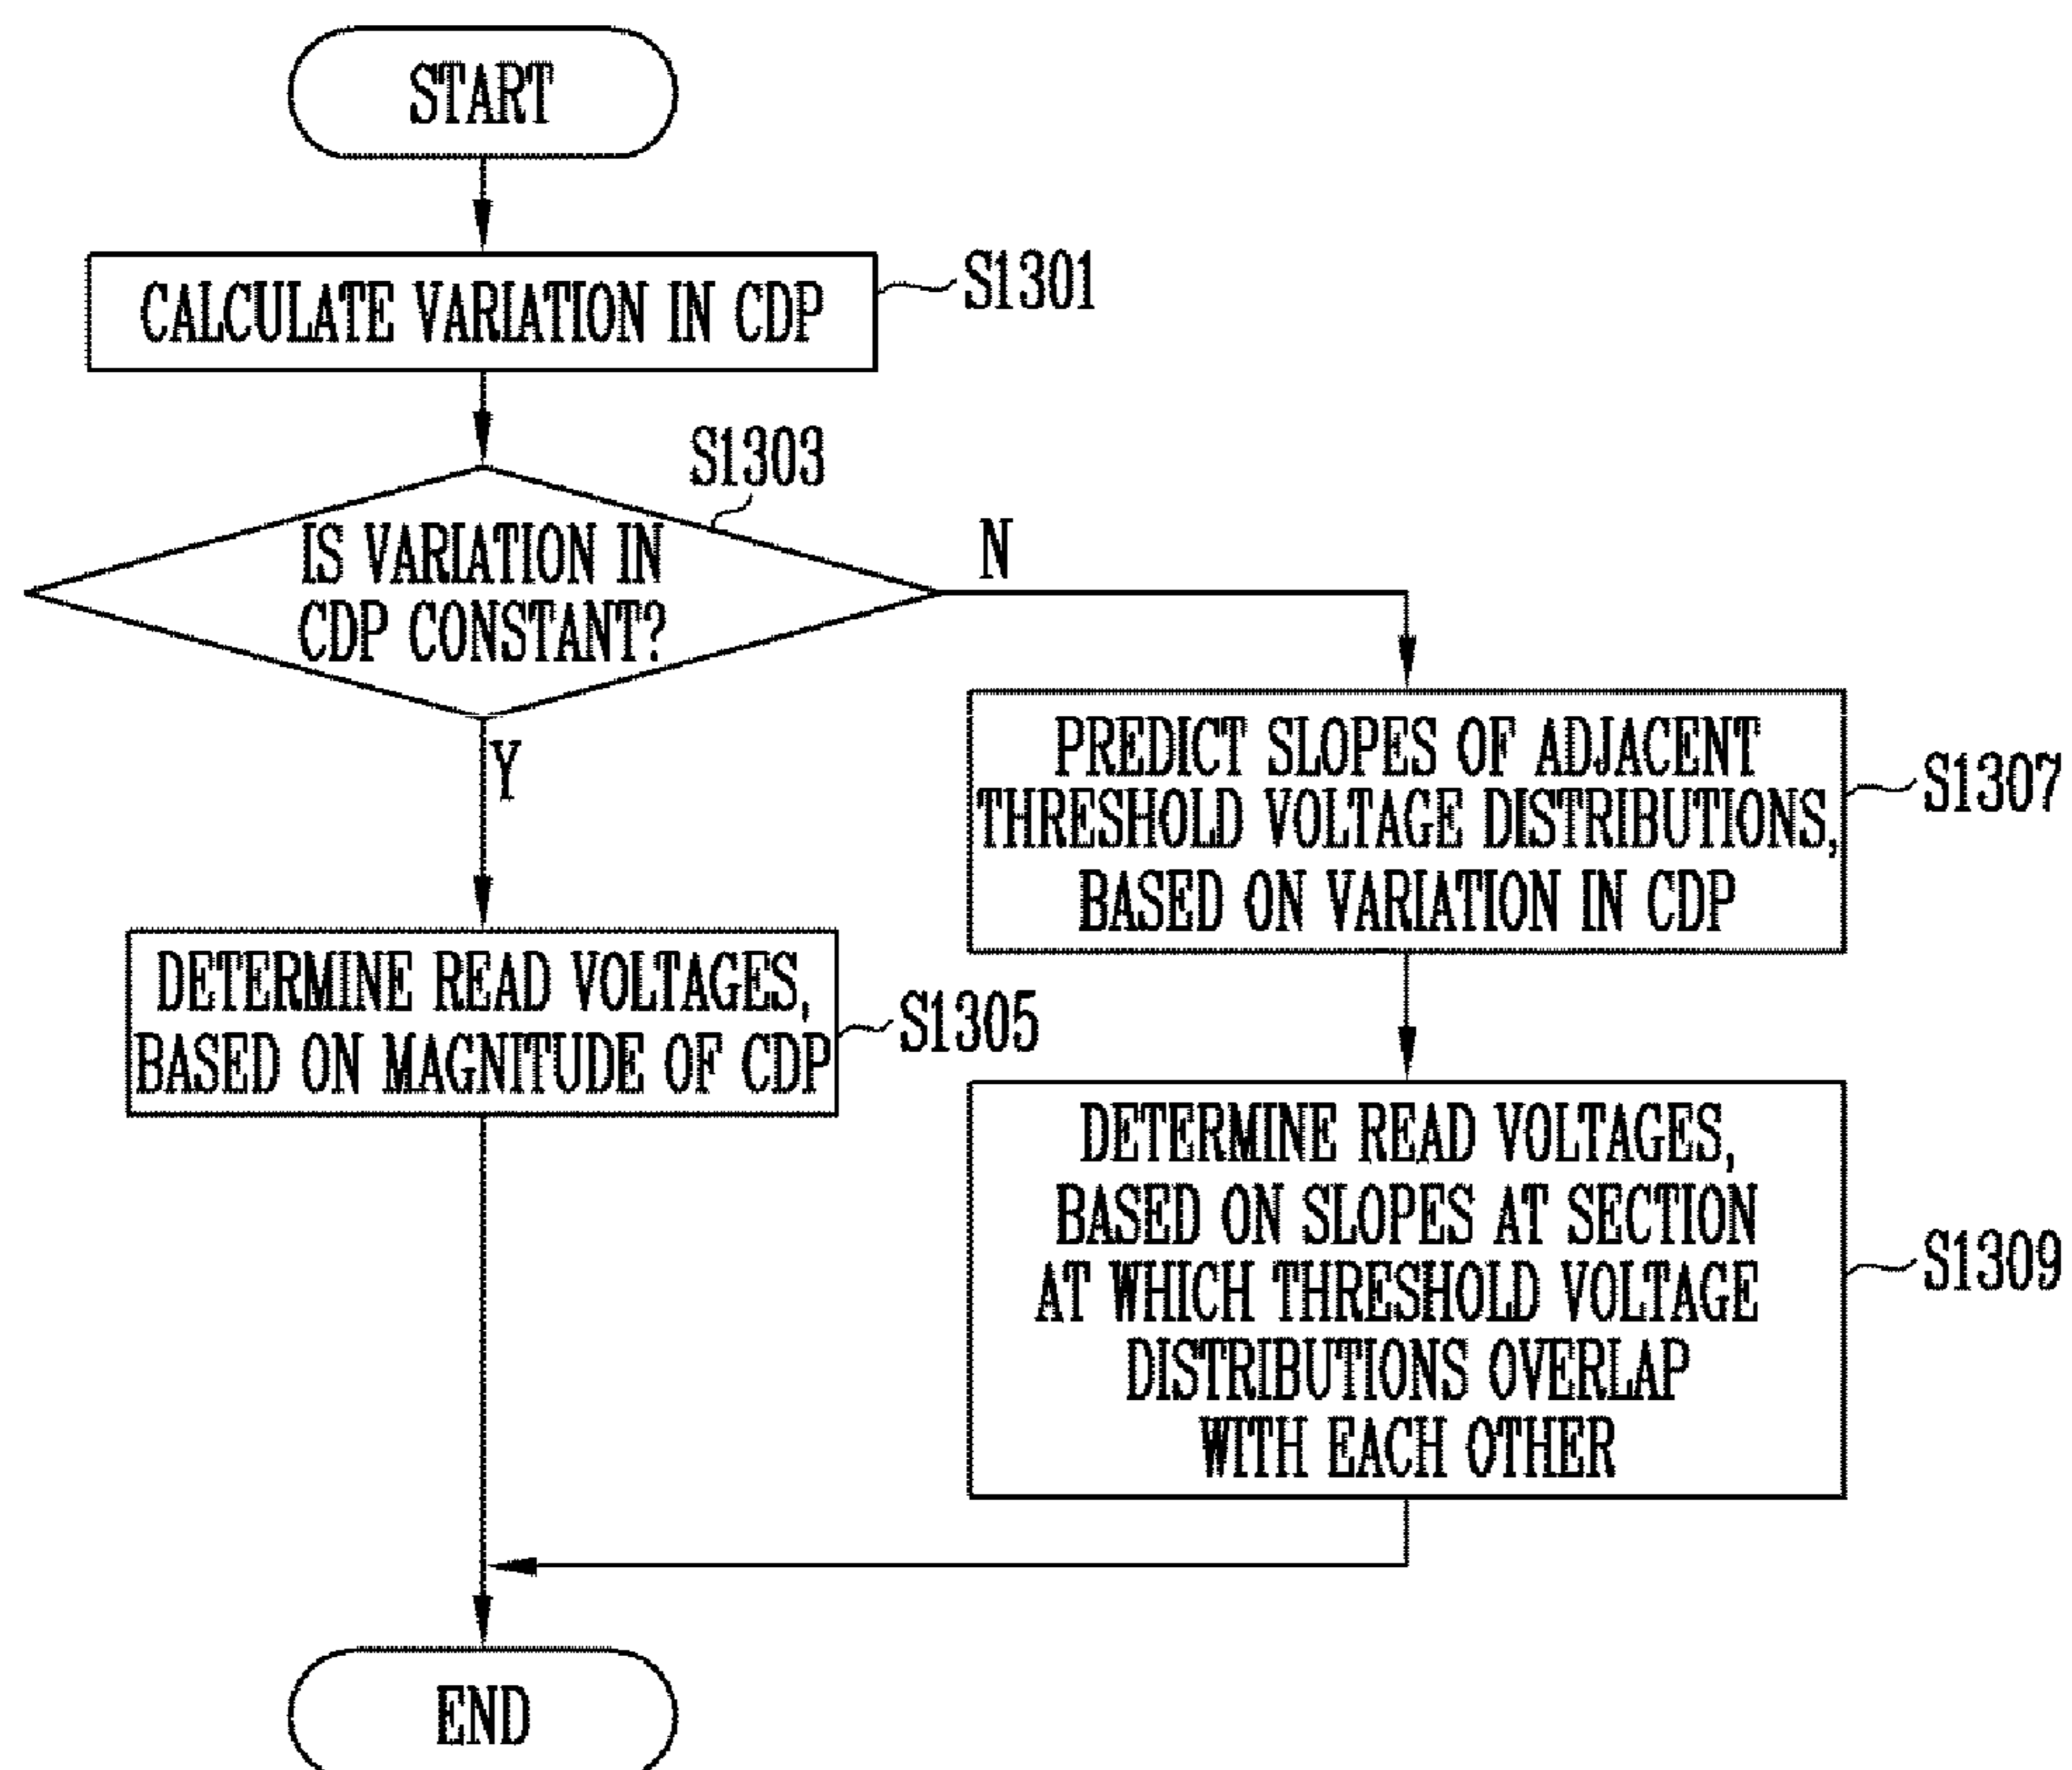 START
CALCULATE VARIATION IN CDP
S1301
S1303
IS VARIATION IN
CDP CONSTANT?
N
Y
PREDICT SLOPES OF ADJACENT
THRESHOLD VOLTAGE DISTRIBUTIONS,
BASED ON VARIATION IN CDP
S1307
DETERMINE READ VOLTAGES,
BASED ON MAGNITUDE OF CDP
S1305
DETERMINE READ VOLTAGES,
BASED ON SLOPES AT SECTION
AT WHICH THRESHOLD VOLTAGE
DISTRIBUTIONS OVERLAP
WITH EACH OTHER
S1309
END